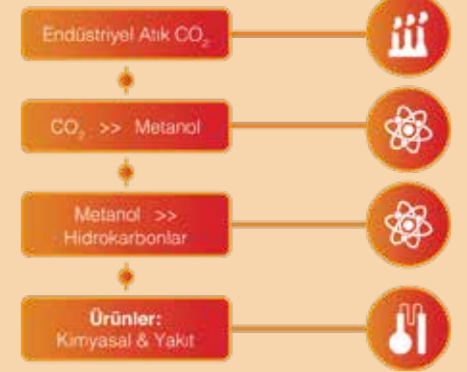 Endüstriyel Atık CO₂
CO₂ >> Metanol
Metanol >>
Hidrokarbonlar
Ürünler:
Kimyasal & Yakıt